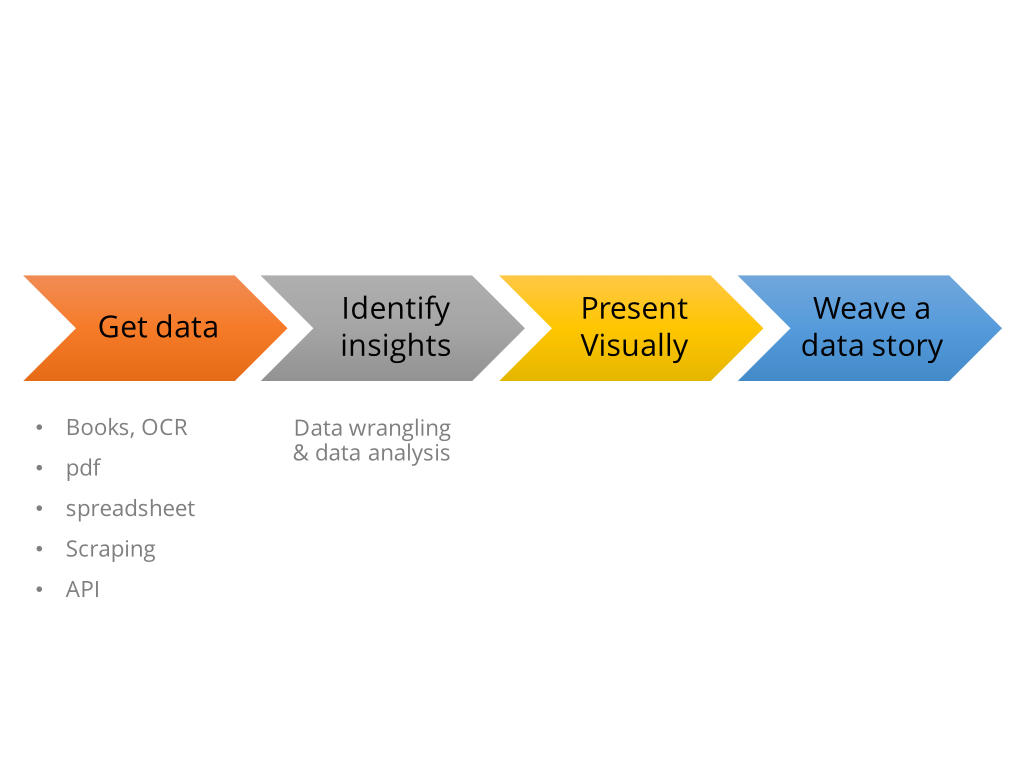 Get data
Identify
insights
Present
Visually
Weave a
data story
• Books, OCR
• pdf
• spreadsheet
• Scraping
• API
Data wrangling
& data analysis